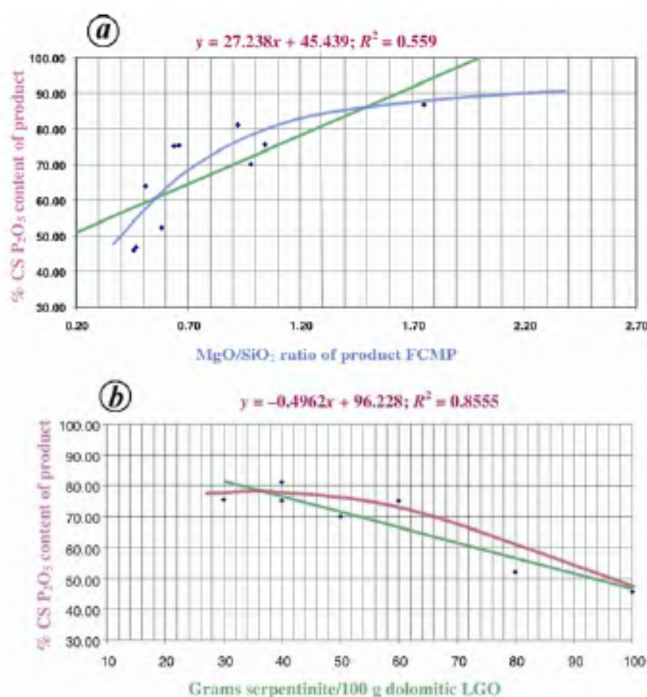 a
y = 27.238x + 45.439; R² = 0.559
100.00
90.00
80.00
70.00
60.00
50.00
40.00
30.00
% CS P₂O₅ content of product
0.20 0.70 1.20 1.70 2.20 2.70
MgO/SiO₂ ratio of product FCMP
b
y = –0.4962x + 96.228; R² = 0.8555
100.00
90.00
80.00
70.00
60.00
50.00
40.00
30.00
% CS P₂O₅ content of product
10 20 30 40 50 60 70 80 90 100
Grams serpentinite/100 g dolomitic LGO